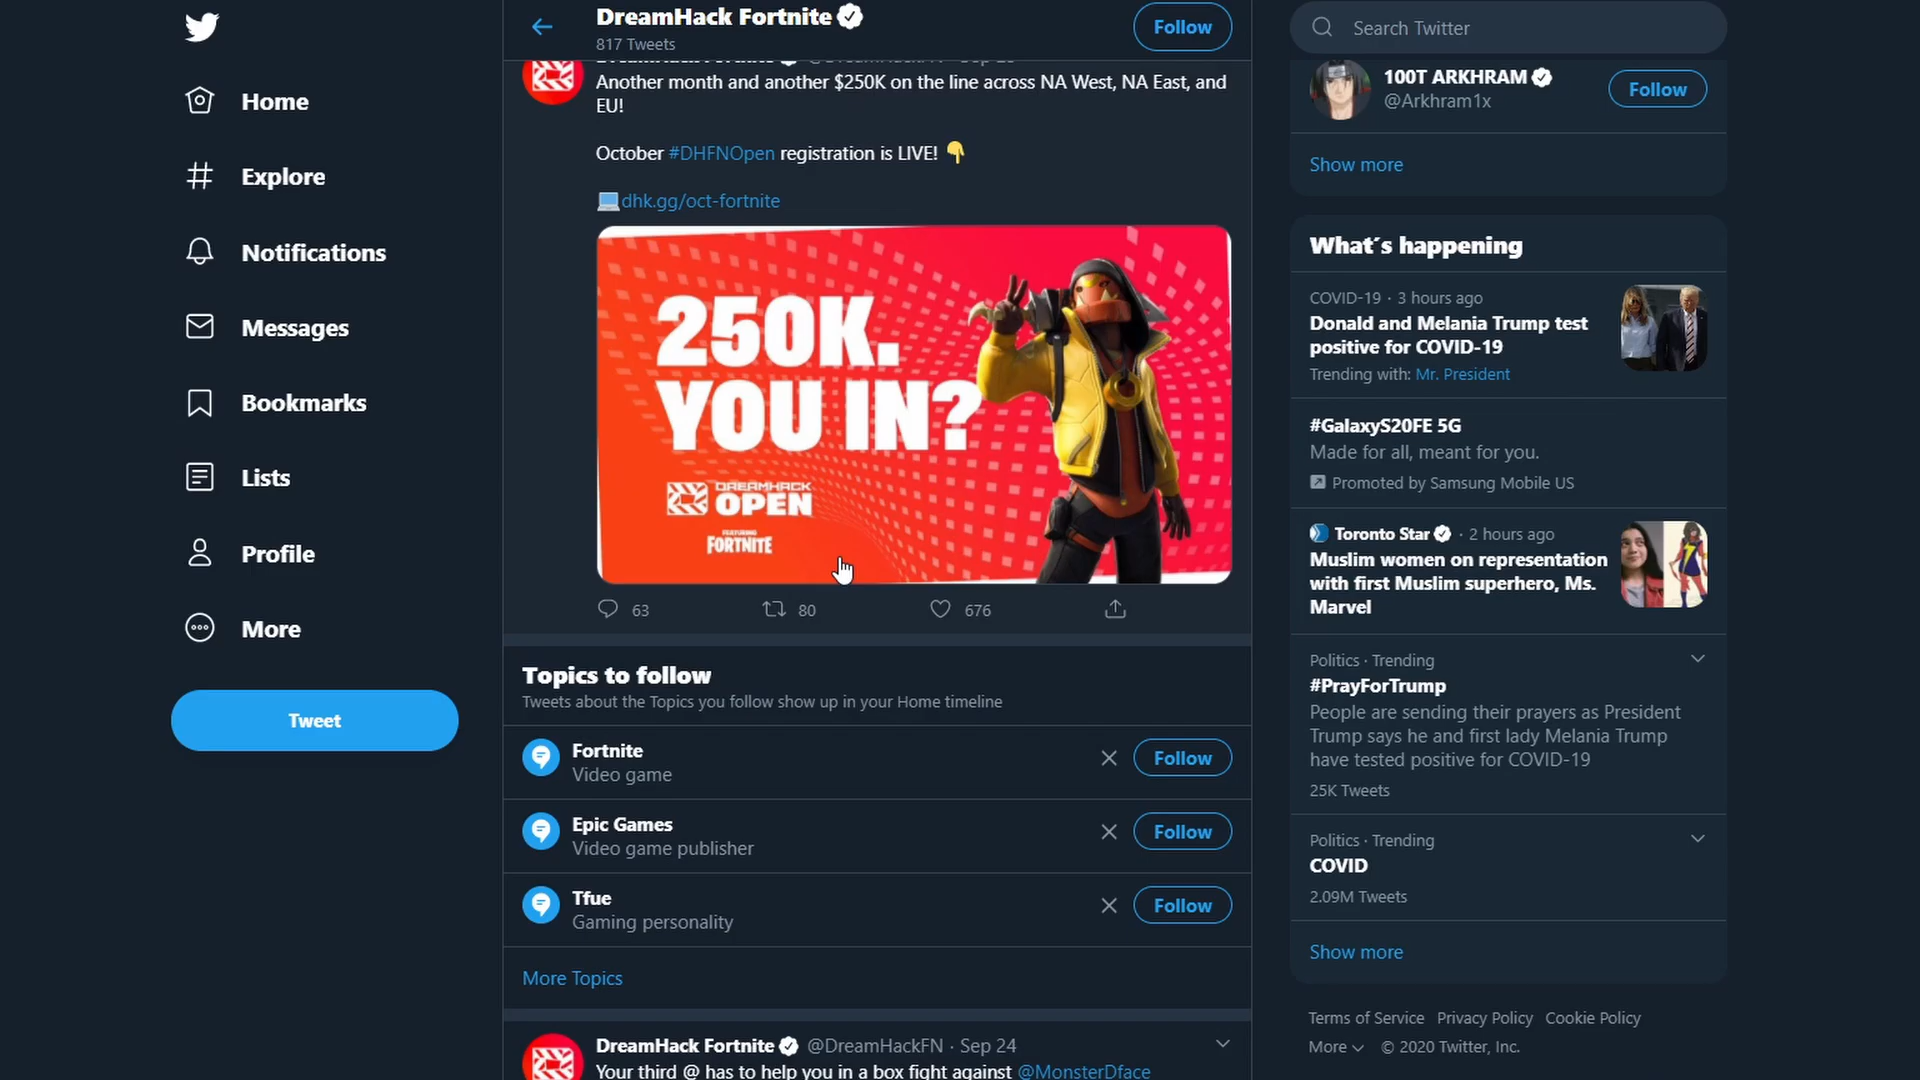 Home
Explore
Notifications
Messages
Bookmarks
Lists
Profile
More
Tweet
DreamHack Fortnite
817 Tweets
Follow
Another month and another $250K on the line across NA West, NA East, and
EU!
October #DHFNOpen registration is LIVE! 👇
💻dhk.gg/oct-fortnite
250K.
YOU IN?
DREAMHACK
OPEN
FEATURING
FORTNITE
63 80 676
Topics to follow
Tweets about the Topics you follow show up in your Home timeline
Fortnite
Video game
Follow
Epic Games
Video game publisher
Follow
Tfue
Gaming personality
Follow
More Topics
DreamHack Fortnite @DreamHackFN · Sep 24
Your third @ has to help you in a box fight against @MonsterDface
Search Twitter
100T ARKHRAM
@Arkhram1x
Follow
Show more
What´s happening
COVID-19 · 3 hours ago
Donald and Melania Trump test
positive for COVID-19
Trending with: Mr. President
#GalaxyS20FE 5G
Made for all, meant for you.
Promoted by Samsung Mobile US
Toronto Star · 2 hours ago
Muslim women on representation
with first Muslim superhero, Ms.
Marvel
Politics · Trending
#PrayForTrump
People are sending their prayers as President
Trump says he and first lady Melania Trump
have tested positive for COVID-19
25K Tweets
Politics · Trending
COVID
2.09M Tweets
Show more
Terms of Service Privacy Policy Cookie Policy
More © 2020 Twitter, Inc.